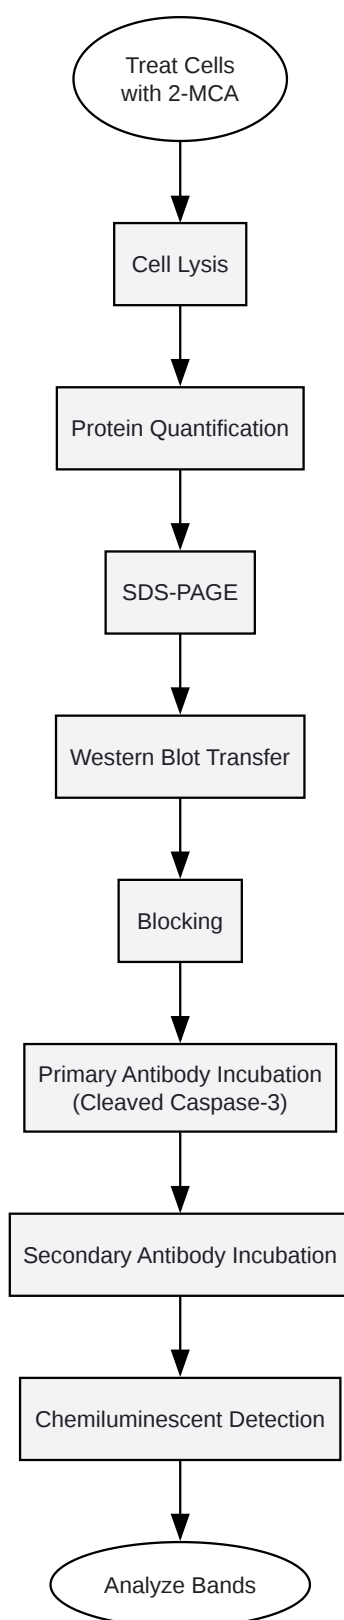 Treat Cells
with 2-MCA
Cell Lysis
Protein Quantification
SDS-PAGE
Western Blot Transfer
Blocking
Primary Antibody Incubation
(Cleaved Caspase-3)
Secondary Antibody Incubation
Chemiluminescent Detection
Analyze Bands